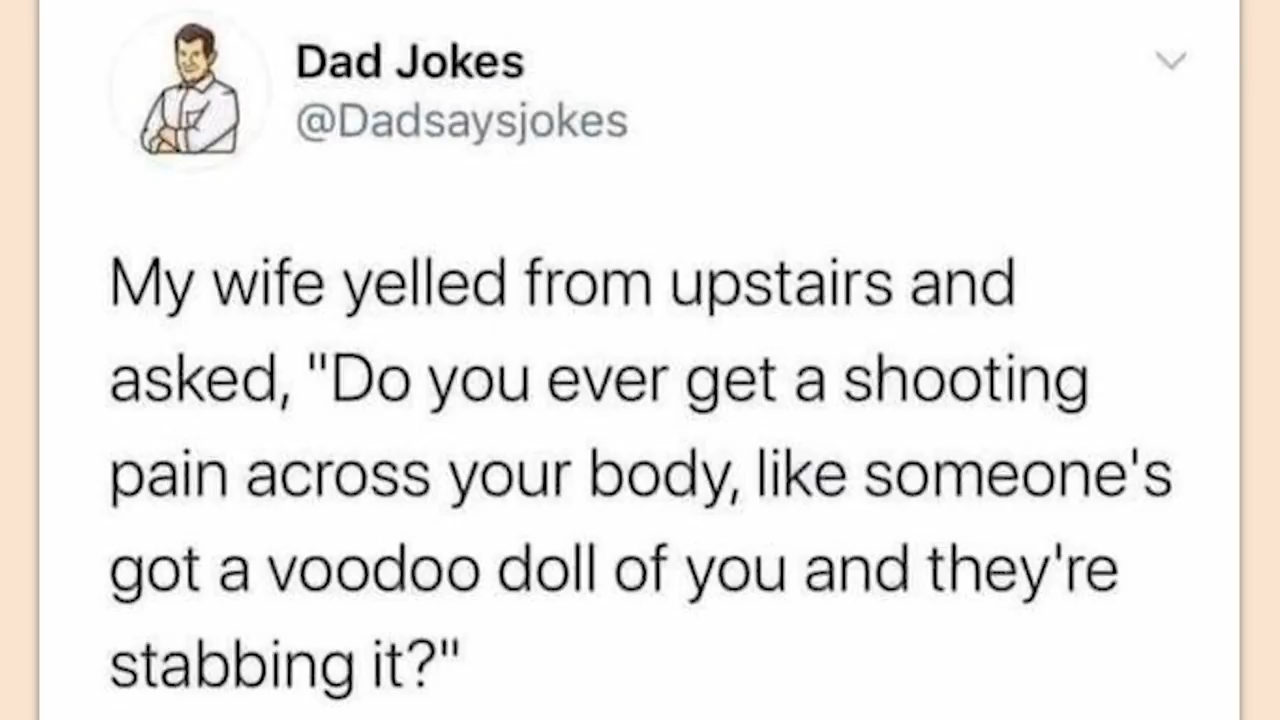 Dad Jokes
@Dadsaysjokes
My wife yelled from upstairs and
asked, "Do you ever get a shooting
pain across your body, like someone's
got a voodoo doll of you and they're
stabbing it?"